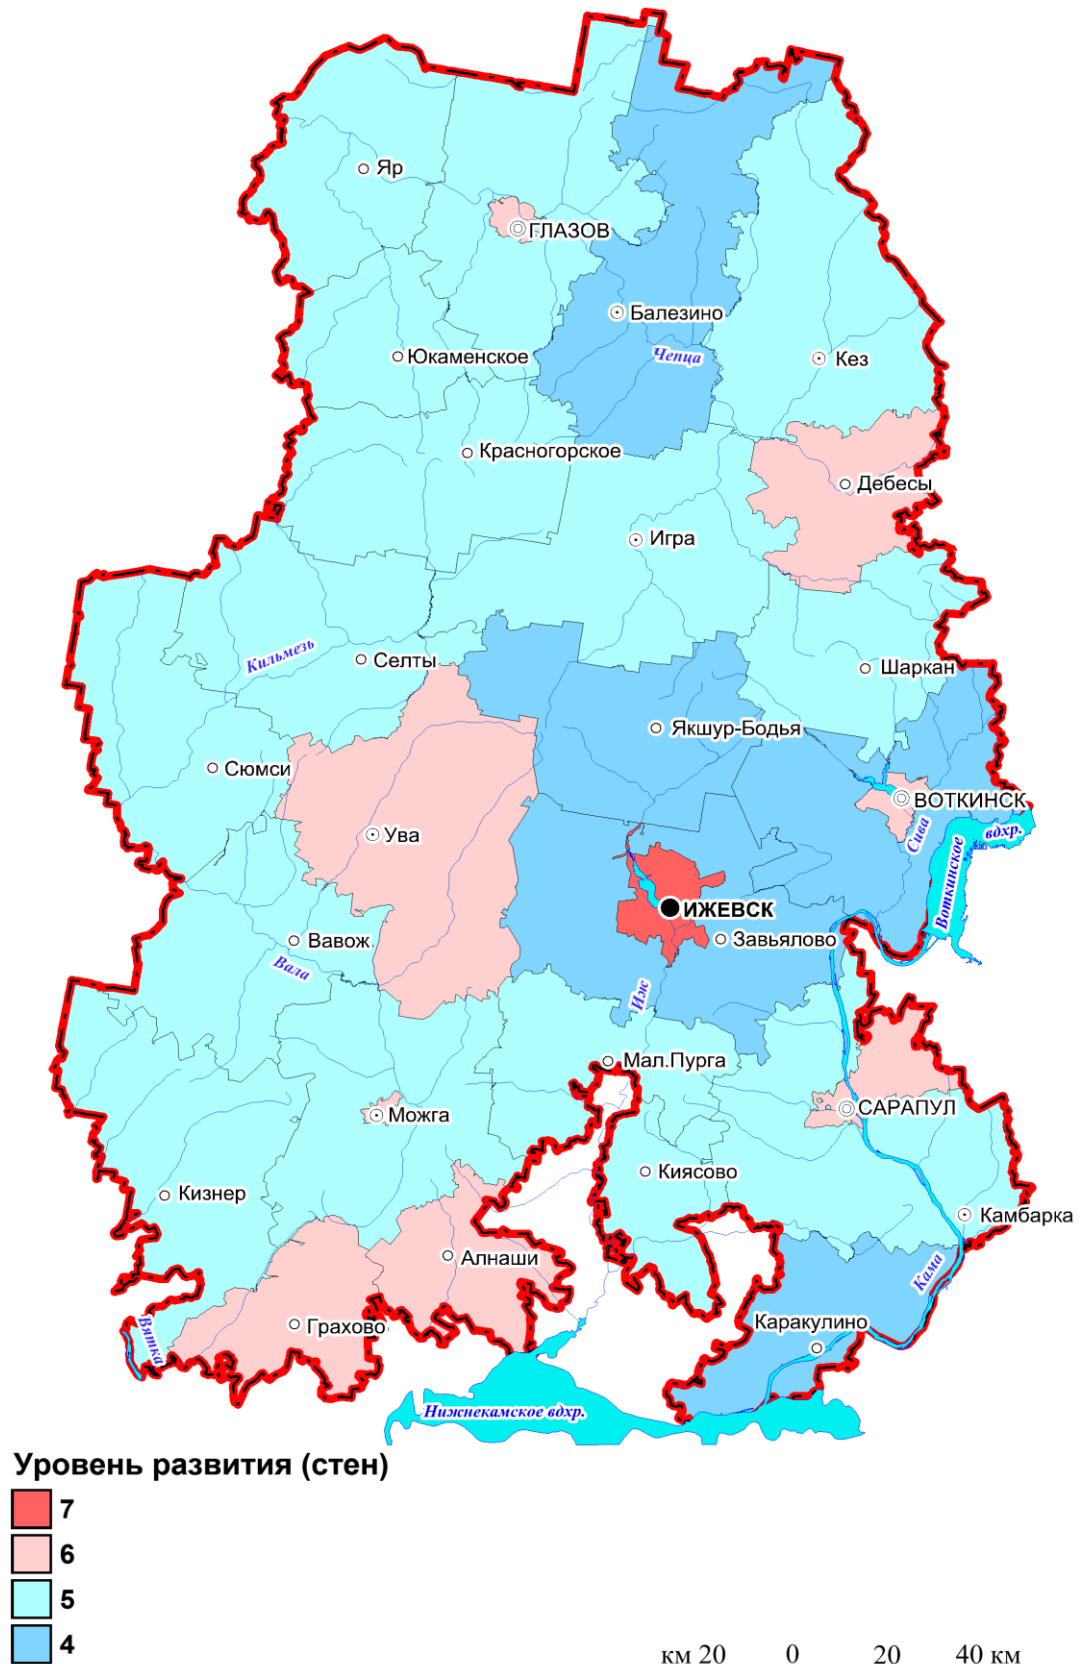 Яр
ГЛАЗОВ
Балезино
Чепца
Юкаменское
Кез
Красногорское
Дебесы
Игра
Кильмезь
Селты
Шаркан
Якшур-Бодья
Сюмси
ВОТКИНСК
Ува
Сива
Воткинское
вдхр.
ИЖЕВСК
Вавож
Завьялово
Вала
Иж
Мал.Пурга
Можга
САРАПУЛ
Киясово
Кизнер
Камбарка
Алнаши
Кама
Грахово
Каракулино
Вятка
Нижнекамское вдхр.
Уровень развития (стен)
7
6
5
4
км 20 0 20 40 км